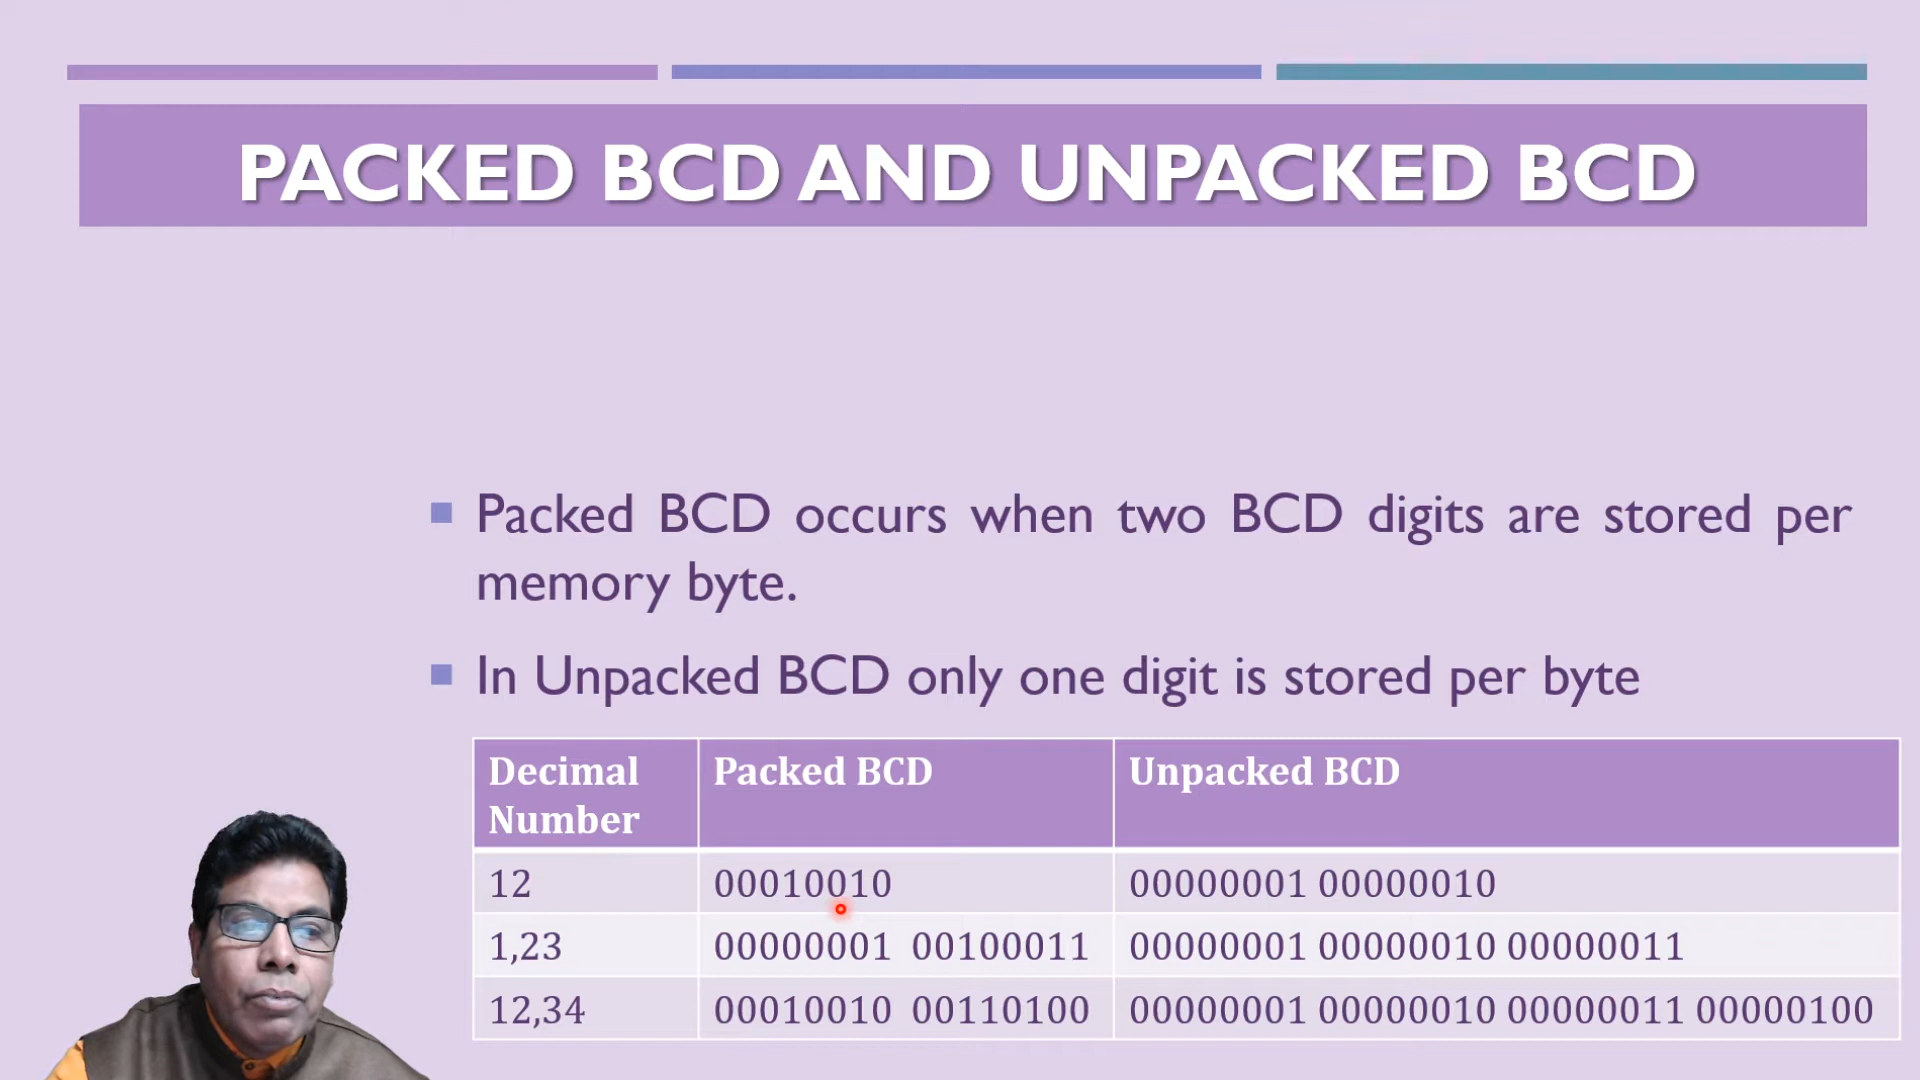 PACKED BCD AND UNPACKED BCD
Packed BCD occurs when two BCD digits are stored per
memory byte.
In Unpacked BCD only one digit is stored per byte
Decimal Number Packed BCD Unpacked BCD
12 00010010 00000001 00000010
1,23 00000001 00100011 00000001 00000010 00000011
12,34 00010010 00110100 00000001 00000010 00000011 00000100